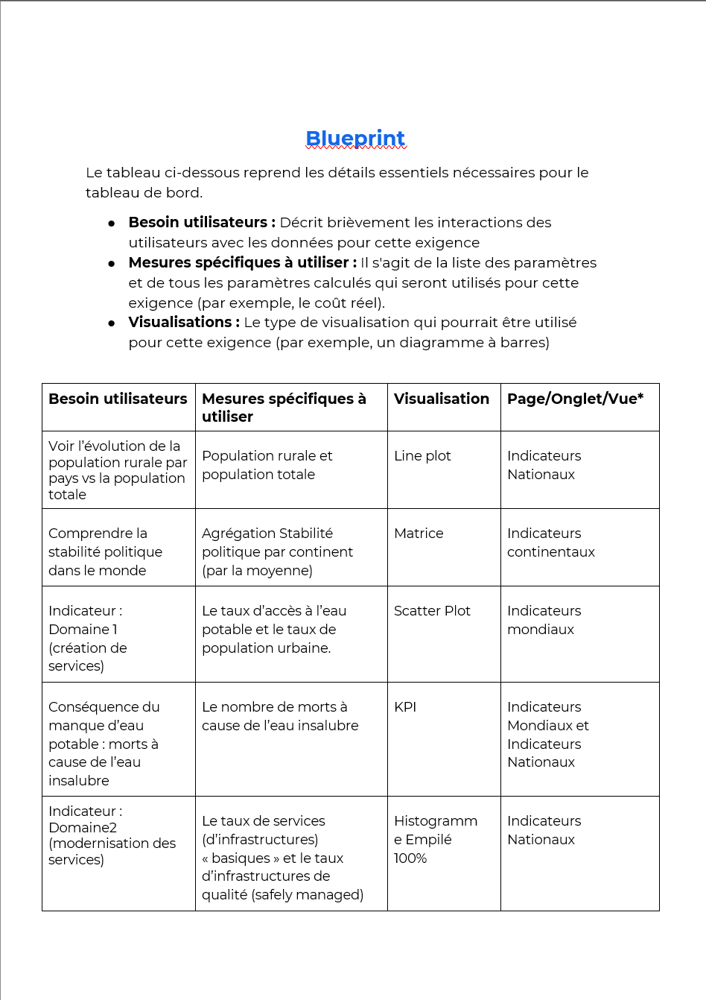 Blueprint
Le tableau ci-dessous reprend les détails essentiels nécessaires pour le
tableau de bord.
● Besoin utilisateurs : Décrit brièvement les interactions des
utilisateurs avec les données pour cette exigence
● Mesures spécifiques à utiliser : Il s'agit de la liste des paramètres
et de tous les paramètres calculés qui seront utilisés pour cette
exigence (par exemple, le coût réel).
● Visualisations : Le type de visualisation qui pourrait être utilisé
pour cette exigence (par exemple, un diagramme à barres)
Besoin utilisateurs
Mesures spécifiques à
utiliser
Visualisation
Page/Onglet/Vue*
Voir l’évolution de la
population rurale par
pays vs la population
totale
Population rurale et
population totale
Line plot
Indicateurs
Nationaux
Comprendre la
stabilité politique
dans le monde
Agrégation Stabilité
politique par continent
(par la moyenne)
Matrice
Indicateurs
continentaux
Indicateur :
Domaine 1
(création de
services)
Le taux d’accès à l’eau
potable et le taux de
population urbaine.
Scatter Plot
Indicateurs
mondiaux
Conséquence du
manque d’eau
potable : morts à
cause de l’eau
insalubre
Le nombre de morts à
cause de l’eau insalubre
KPI
Indicateurs
Mondiaux et
Indicateurs
Nationaux
Indicateur :
Domaine2
(modernisation des
services)
Le taux de services
(d’infrastructures)
« basiques » et le taux
d’infrastructures de
qualité (safely managed)
Histogramm
e Empilé
100%
Indicateurs
Nationaux